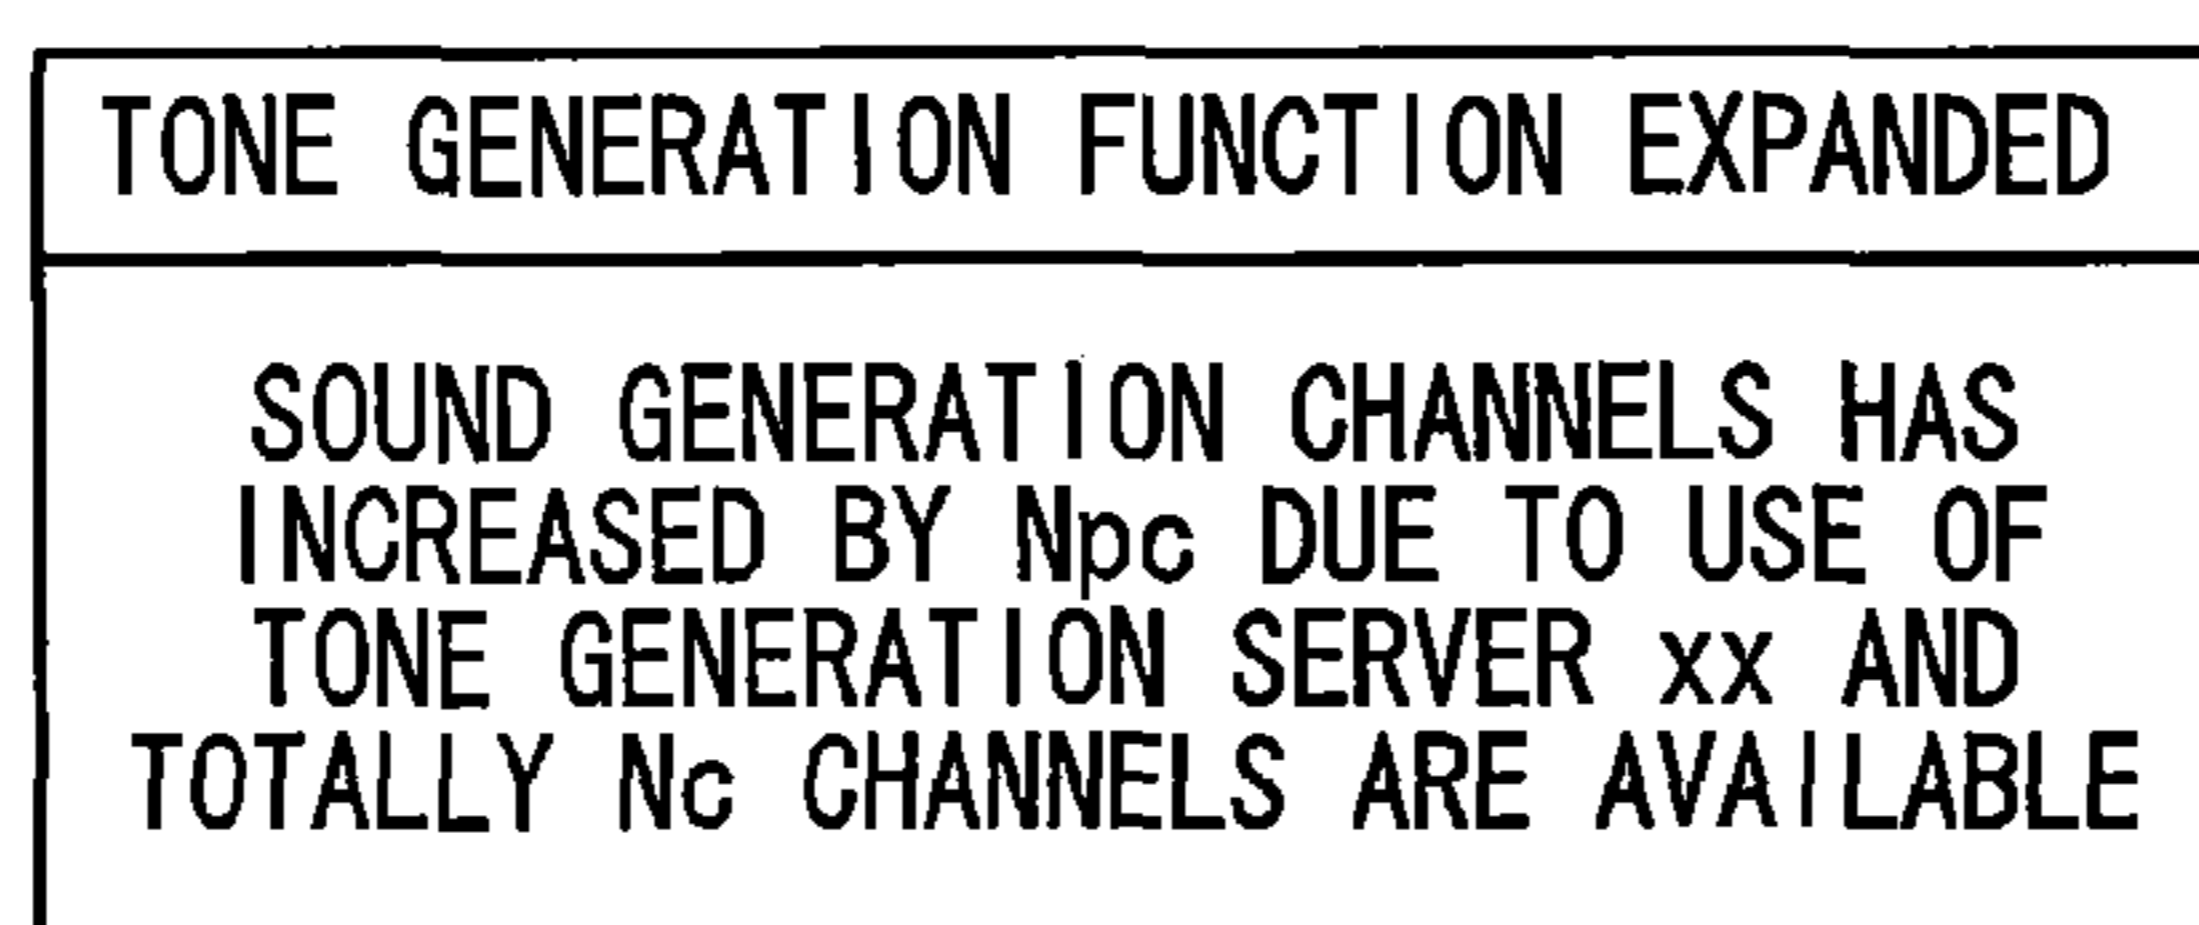 TONE GENERATION FUNCTION EXPANDED
SOUND GENERATION CHANNELS HAS
INCREASED BY Npc DUE TO USE OF
TONE GENERATION SERVER xx AND
TOTALLY Nc CHANNELS ARE AVAILABLE